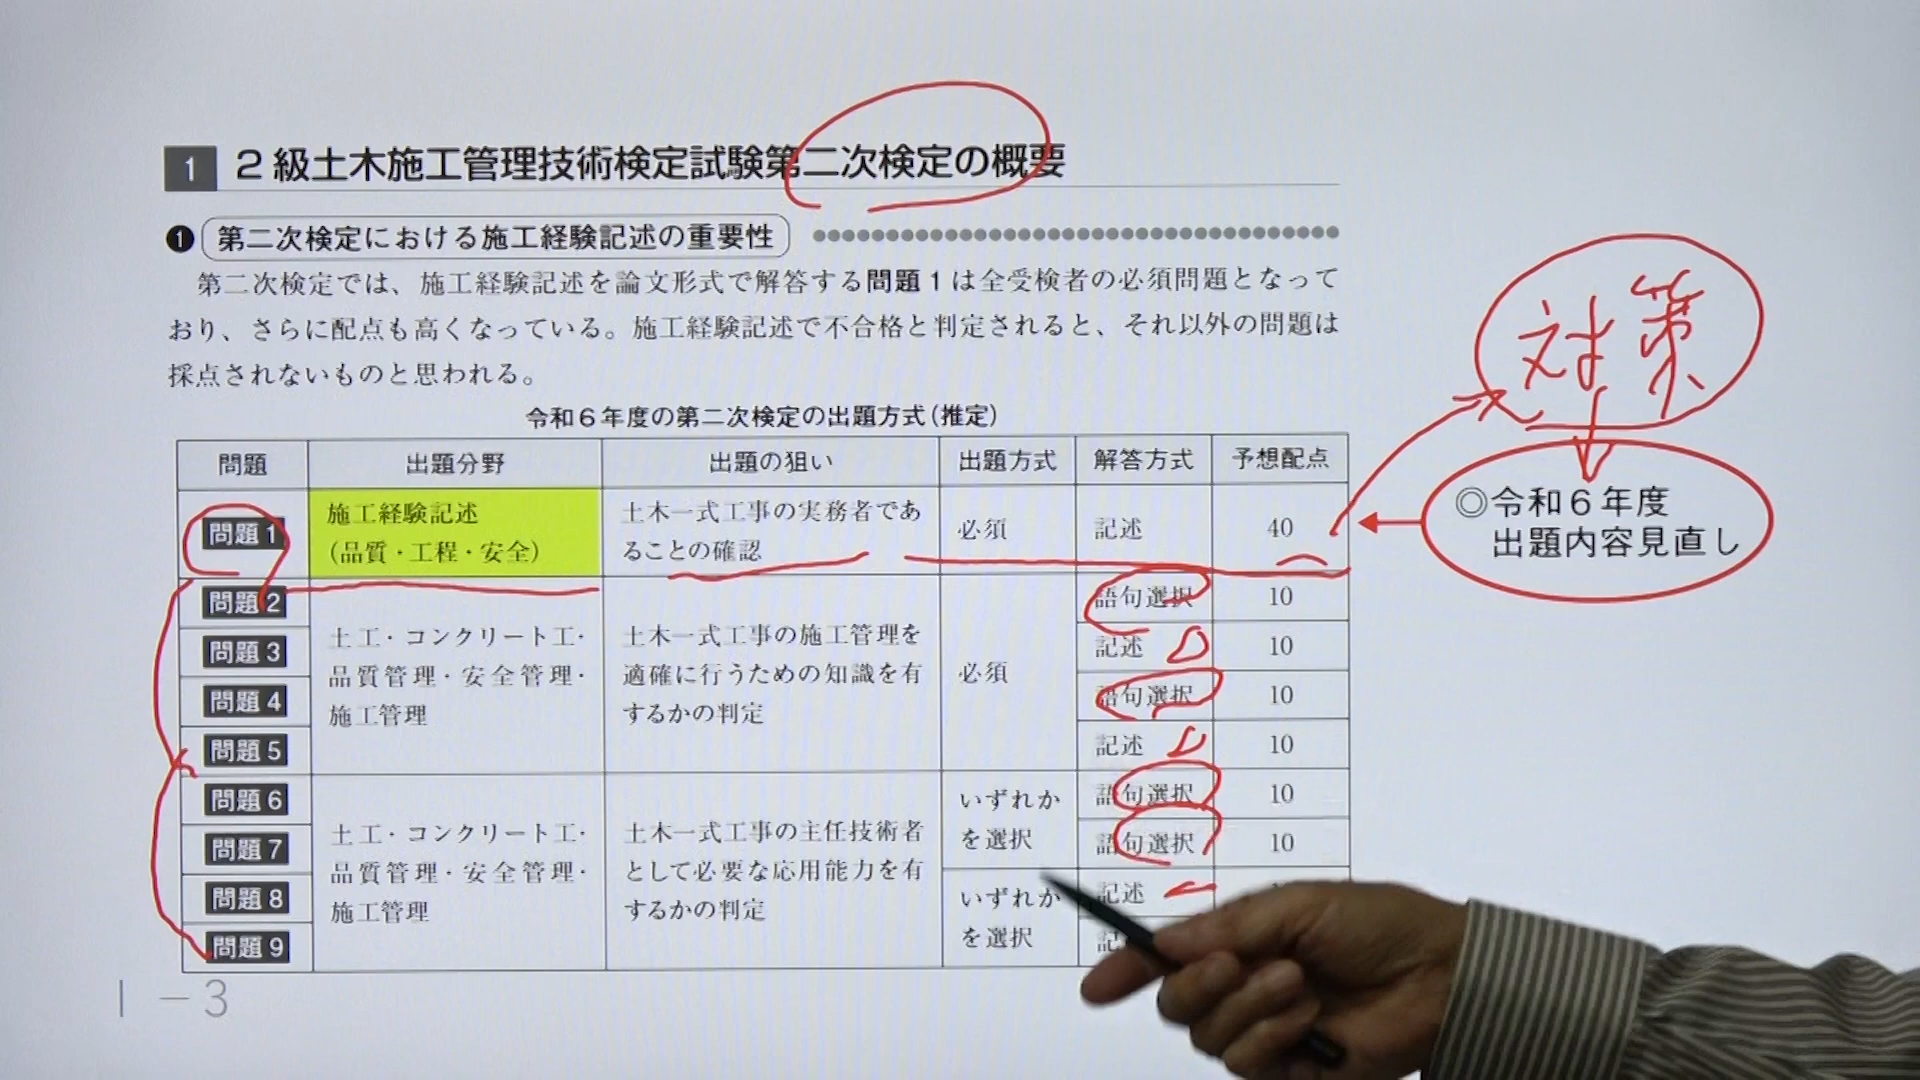 1 2級土木施工管理技術検定試験第二次検定の概要
❶ 第二次検定における施工経験記述の重要性
第二次検定では、施工経験記述を論文形式で解答する問題1は全受検者の必須問題となって
おり、さらに配点も高くなっている。施工経験記述で不合格と判定されると、それ以外の問題は
採点されないものと思われる。
対策
令和6年度の第二次検定の出題方式(推定)
問題 出題分野 出題の狙い 出題方式 解答方式 予想配点
問題1 施工経験記述
(品質・工程・安全) 土木一式工事の実務者であ
ることの確認 必須 記述 40
◎令和6年度
出題内容見直し
問題2 語句選択 10
問題3 記述 10
問題4 語句選択 10
問題5 記述 10
土工・コンクリート工・
品質管理・安全管理・
施工管理
土木一式工事の施工管理を
適確に行うための知識を有
するかの判定
必須
問題6 語句選択 10
問題7 語句選択 10
問題8 記述
問題9
土工・コンクリート工・
品質管理・安全管理・
施工管理
土木一式工事の主任技術者
として必要な応用能力を有
するかの判定
いずれか
を選択
いずれか
を選択
1-3